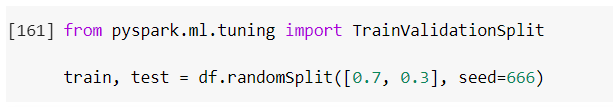 [161] from pyspark.ml.tuning import TrainValidationSplit
train, test = df.randomSplit([0.7, 0.3], seed=666)